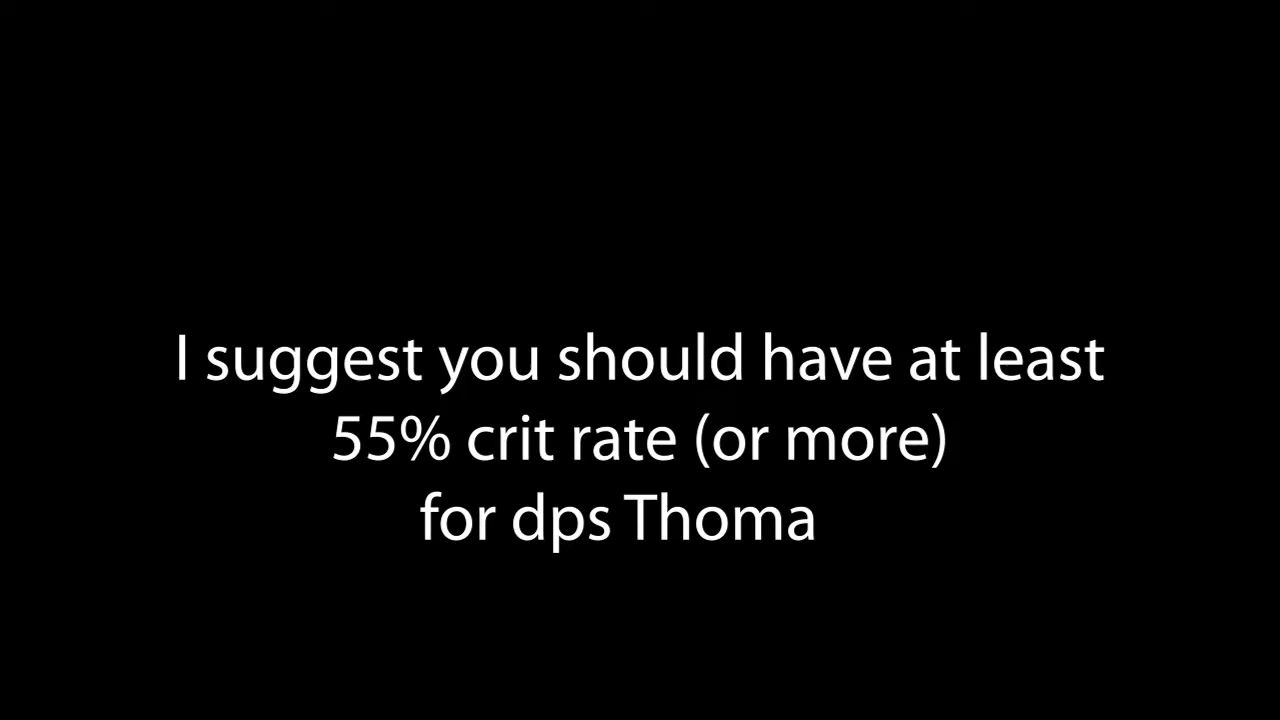 I suggest you should have at least
55% crit rate (or more)
for dps Thoma